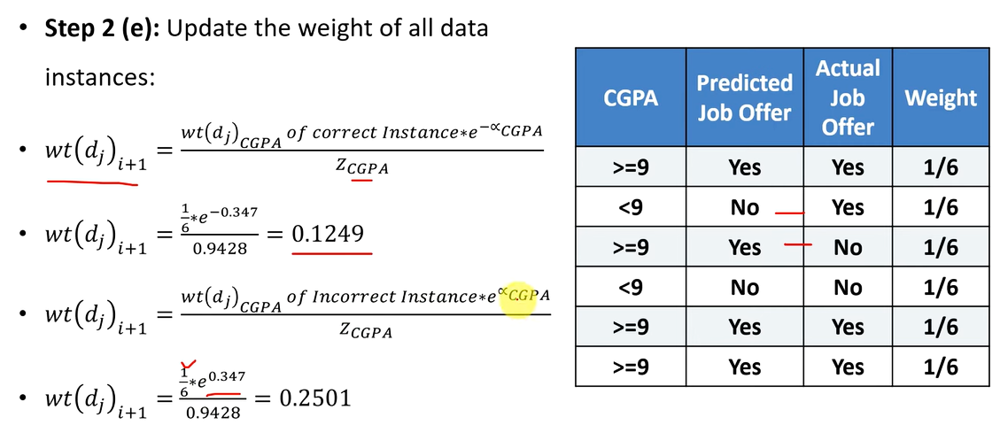 • Step 2 (e): Update the weight of all data
instances:
• wt(d_j)_{i+1} = \frac{wt(d_j)_{CGPA} of correct Instance*e^{-∝CGPA}}{Z_{CGPA}}
• wt(d_j)_{i+1} = \frac{\frac{1}{6}*e^{-0.347}}{0.9428} = 0.1249
• wt(d_j)_{i+1} = \frac{wt(d_j)_{CGPA} of Incorrect Instance*e^{∝CGPA}}{Z_{CGPA}}
• wt(d_j)_{i+1} = \frac{\frac{1}{6}*e^{0.347}}{0.9428} = 0.2501
CGPA Predicted Job Offer Actual Job Offer Weight
>=9 Yes Yes 1/6
<9 No Yes 1/6
>=9 Yes No 1/6
<9 No No 1/6
>=9 Yes Yes 1/6
>=9 Yes Yes 1/6